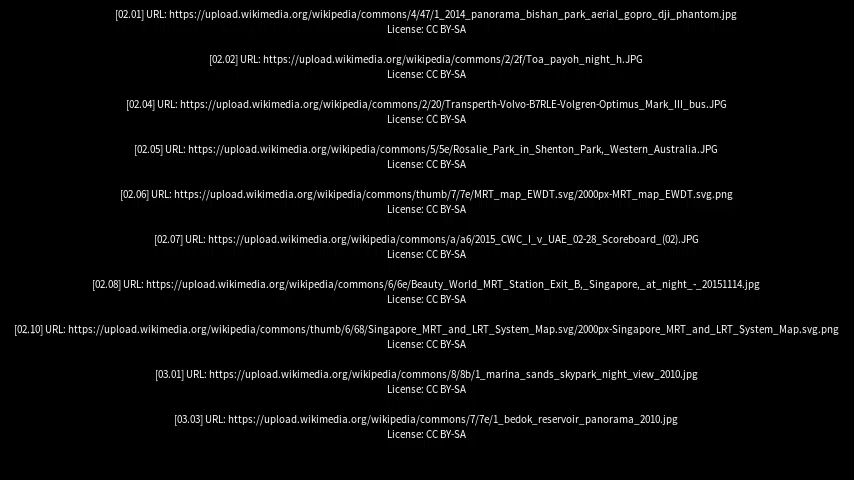 [02.01] URL: https://upload.wikimedia.org/wikipedia/commons/4/47/1_2014_panorama_bishan_park_aerial_gopro_dji_phantom.jpg
License: CC BY-SA
[02.02] URL: https://upload.wikimedia.org/wikipedia/commons/2/2f/Toa_payoh_night_h.JPG
License: CC BY-SA
[02.04] URL: https://upload.wikimedia.org/wikipedia/commons/2/20/Transperth-Volvo-B7RLE-Volgren-Optimus_Mark_III_bus.JPG
License: CC BY-SA
[02.05] URL: https://upload.wikimedia.org/wikipedia/commons/5/5e/Rosalie_Park_in_Shenton_Park,_Western_Australia.JPG
License: CC BY-SA
[02.06] URL: https://upload.wikimedia.org/wikipedia/commons/thumb/7/7e/MRT_map_EWDT.svg/2000px-MRT_map_EWDT.svg.png
License: CC BY-SA
[02.07] URL: https://upload.wikimedia.org/wikipedia/commons/a/a6/2015_CWC_I_v_UAE_02-28_Scoreboard_(02).JPG
License: CC BY-SA
[02.08] URL: https://upload.wikimedia.org/wikipedia/commons/6/6e/Beauty_World_MRT_Station_Exit_B,_Singapore,_at_night_-_20151114.jpg
License: CC BY-SA
[02.10] URL: https://upload.wikimedia.org/wikipedia/commons/thumb/6/68/Singapore_MRT_and_LRT_System_Map.svg/2000px-Singapore_MRT_and_LRT_System_Map.svg.png
License: CC BY-SA
[03.01] URL: https://upload.wikimedia.org/wikipedia/commons/8/8b/1_marina_sands_skypark_night_view_2010.jpg
License: CC BY-SA
[03.03] URL: https://upload.wikimedia.org/wikipedia/commons/7/7e/1_bedok_reservoir_panorama_2010.jpg
License: CC BY-SA